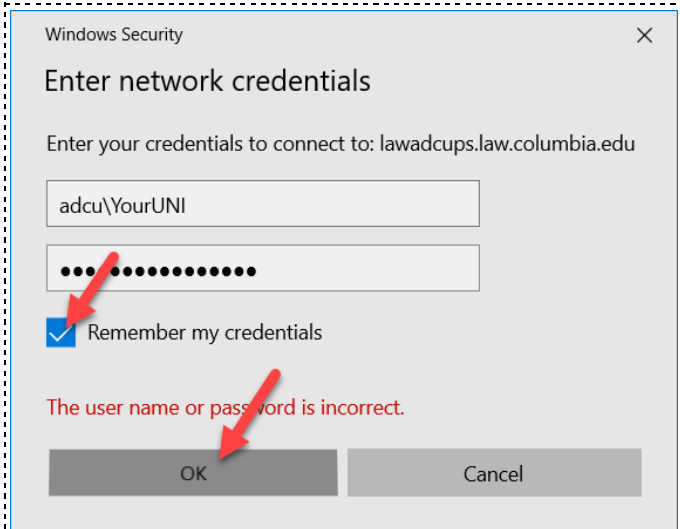 Windows Security
Enter network credentials
Enter your credentials to connect to: lawadcups.law.columbia.edu
adcu\YourUNI
●●●●●●●●●●●●●●●●
Remember my credentials
The user name or password is incorrect.
OK
Cancel